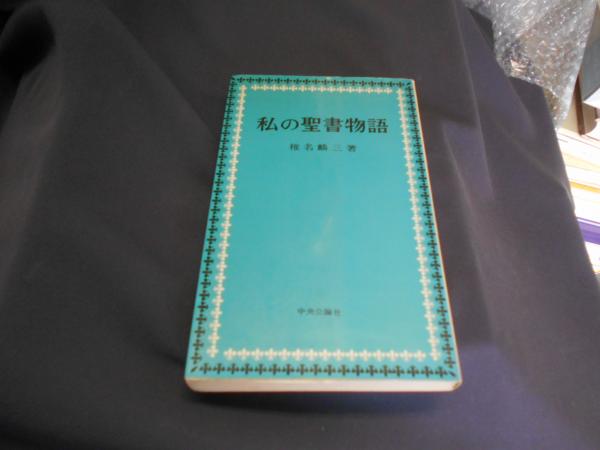 私の聖書物語
椎名麟三著
中央公論社